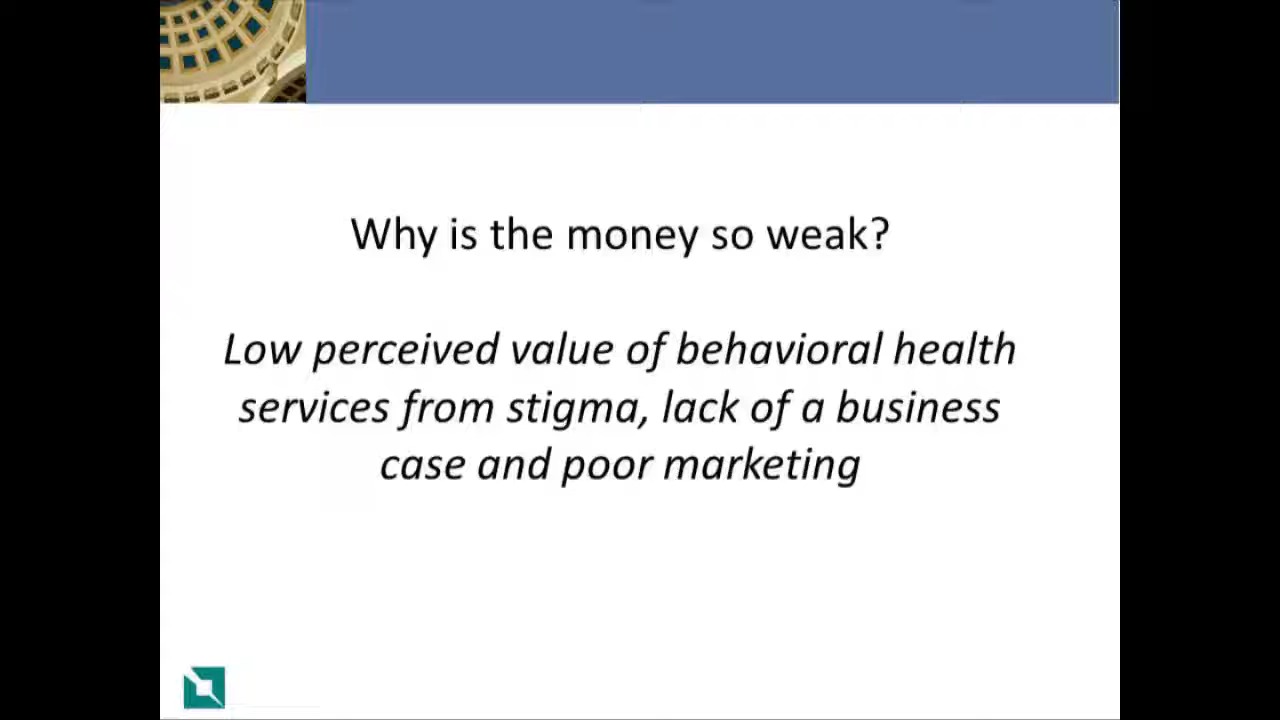 Why is the money so weak?
Low perceived value of behavioral health
services from stigma, lack of a business
case and poor marketing